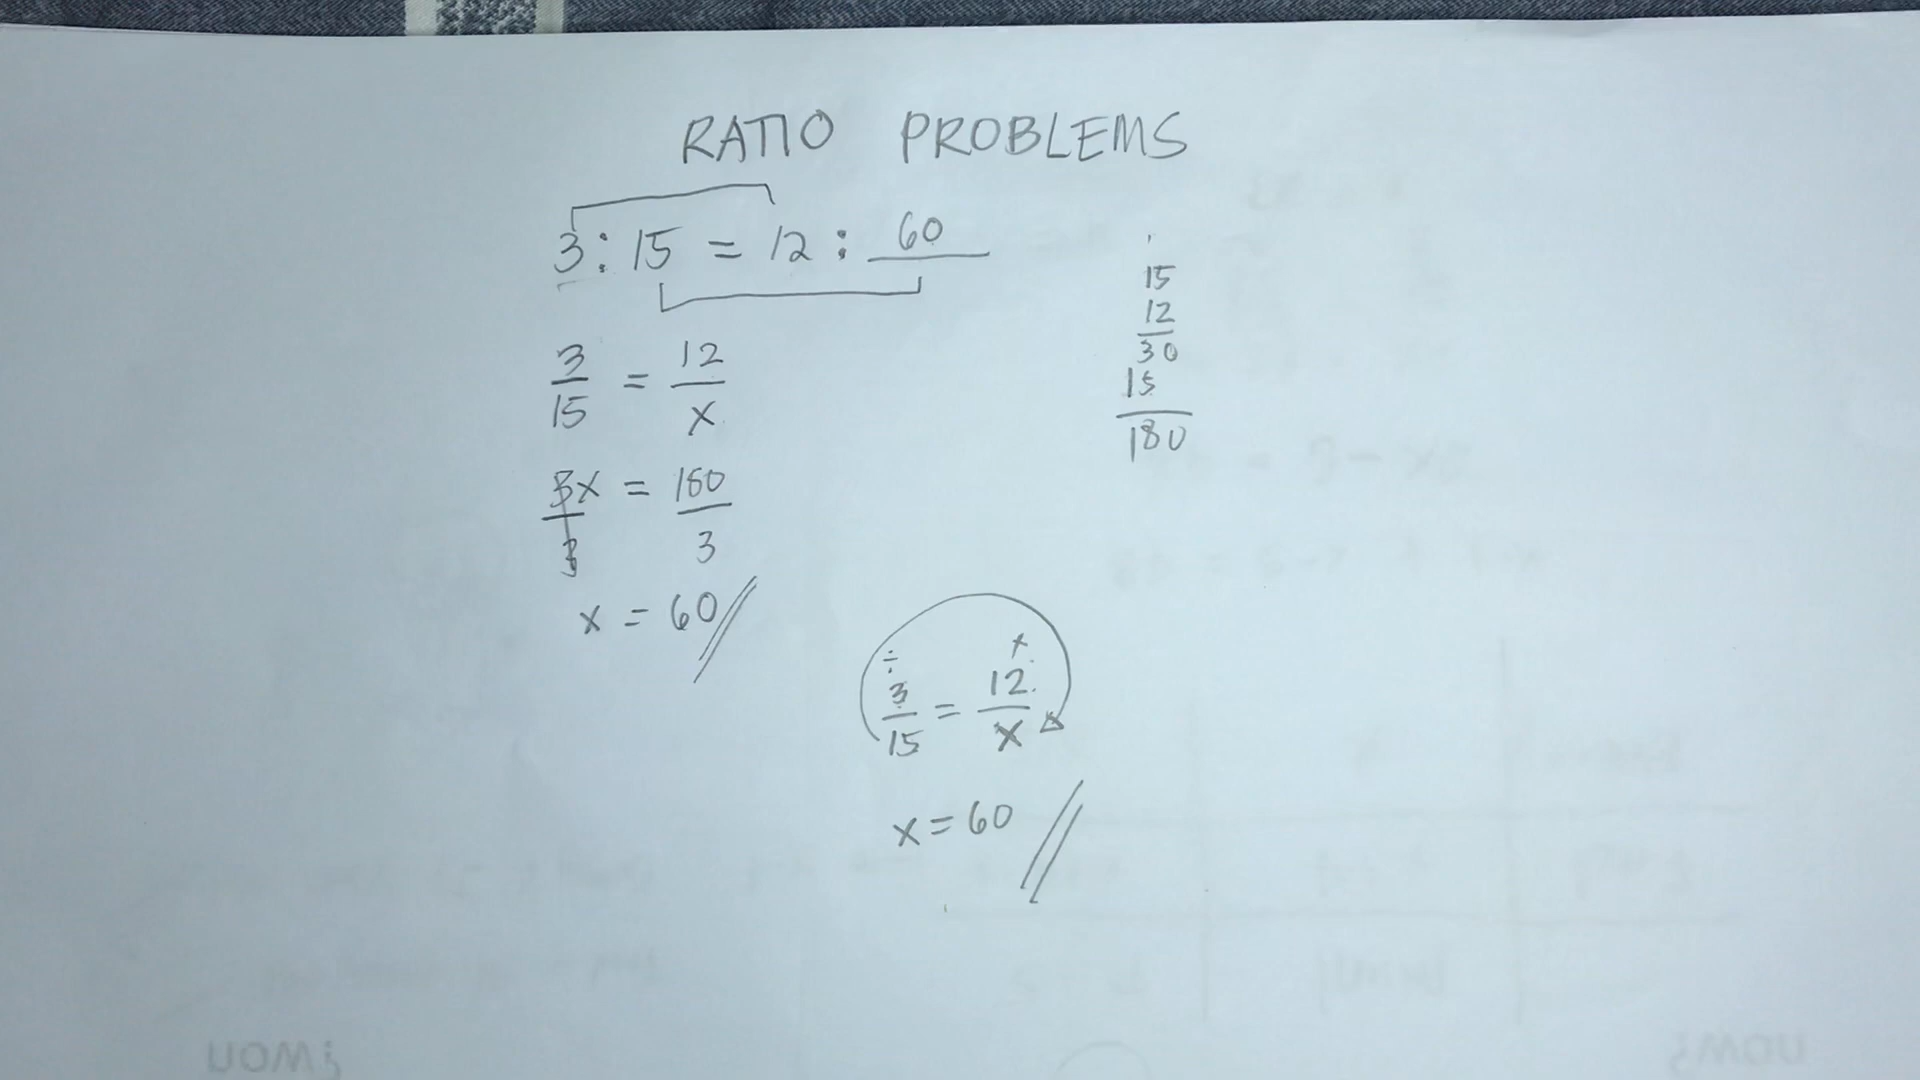 RATIO PROBLEMS
3 : 15 = 12 : 60
3/15 = 12/x
3x/3 = 180/3
x = 60
15
12
30
15
180
÷ x
3/15 = 12/x
x = 60